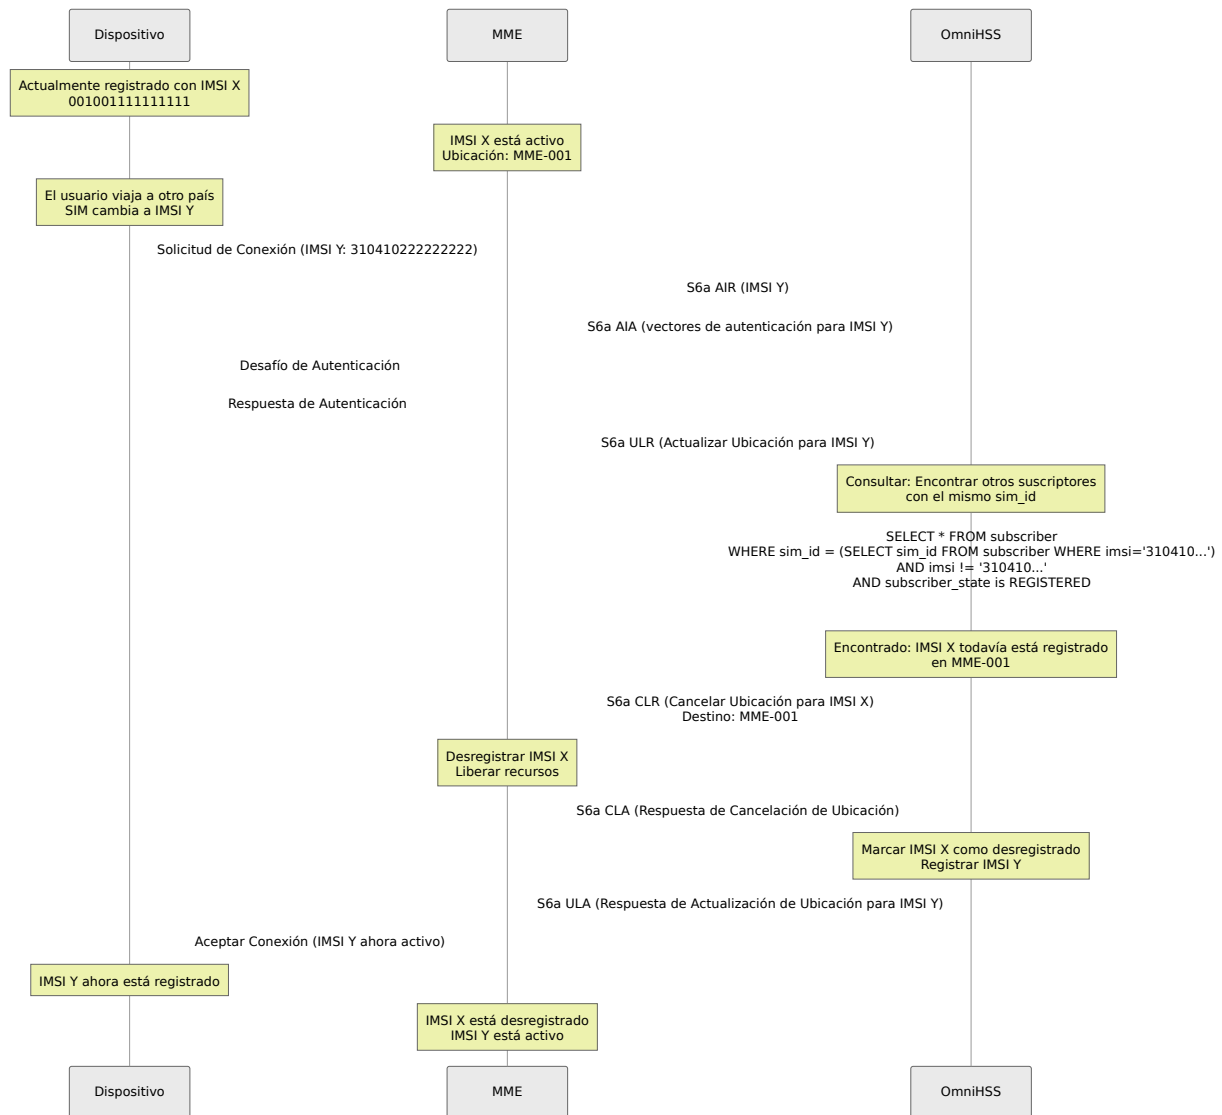 Dispositivo
MME
OmniHSS
Actualmente registrado con IMSI X
001001111111111
IMSI X está activo
Ubicación: MME-001
El usuario viaja a otro país
SIM cambia a IMSI Y
Solicitud de Conexión (IMSI Y: 310410222222222)
S6a AIR (IMSI Y)
S6a AIA (vectores de autenticación para IMSI Y)
Desafío de Autenticación
Respuesta de Autenticación
S6a ULR (Actualizar Ubicación para IMSI Y)
Consultar: Encontrar otros suscriptores
con el mismo sim_id
SELECT * FROM subscriber
WHERE sim_id = (SELECT sim_id FROM subscriber WHERE imsi='310410...')
AND imsi != '310410...'
AND subscriber_state is REGISTERED
Encontrado: IMSI X todavía está registrado
en MME-001
S6a CLR (Cancelar Ubicación para IMSI X)
Destino: MME-001
Desregistrar IMSI X
Liberar recursos
S6a CLA (Respuesta de Cancelación de Ubicación)
Marcar IMSI X como desregistrado
Registrar IMSI Y
S6a ULA (Respuesta de Actualización de Ubicación para IMSI Y)
Aceptar Conexión (IMSI Y ahora activo)
IMSI Y ahora está registrado
IMSI X está desregistrado
IMSI Y está activo
Dispositivo
MME
OmniHSS